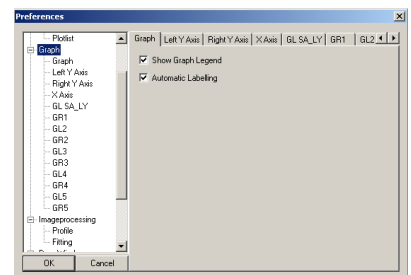 Preferences
Plotlist
Graph
Graph
Left Y Axis
Right Y Axis
X Axis
GL SA_LY
GR1
GL2
GR2
GL3
GR3
GL4
GR4
GL5
GR5
Imageprocessing
Profile
Fitting
OK Cancel
Graph Left Y Axis Right Y Axis X Axis GL SA_LY GR1 GL2
Show Graph Legend
Automatic Labelling